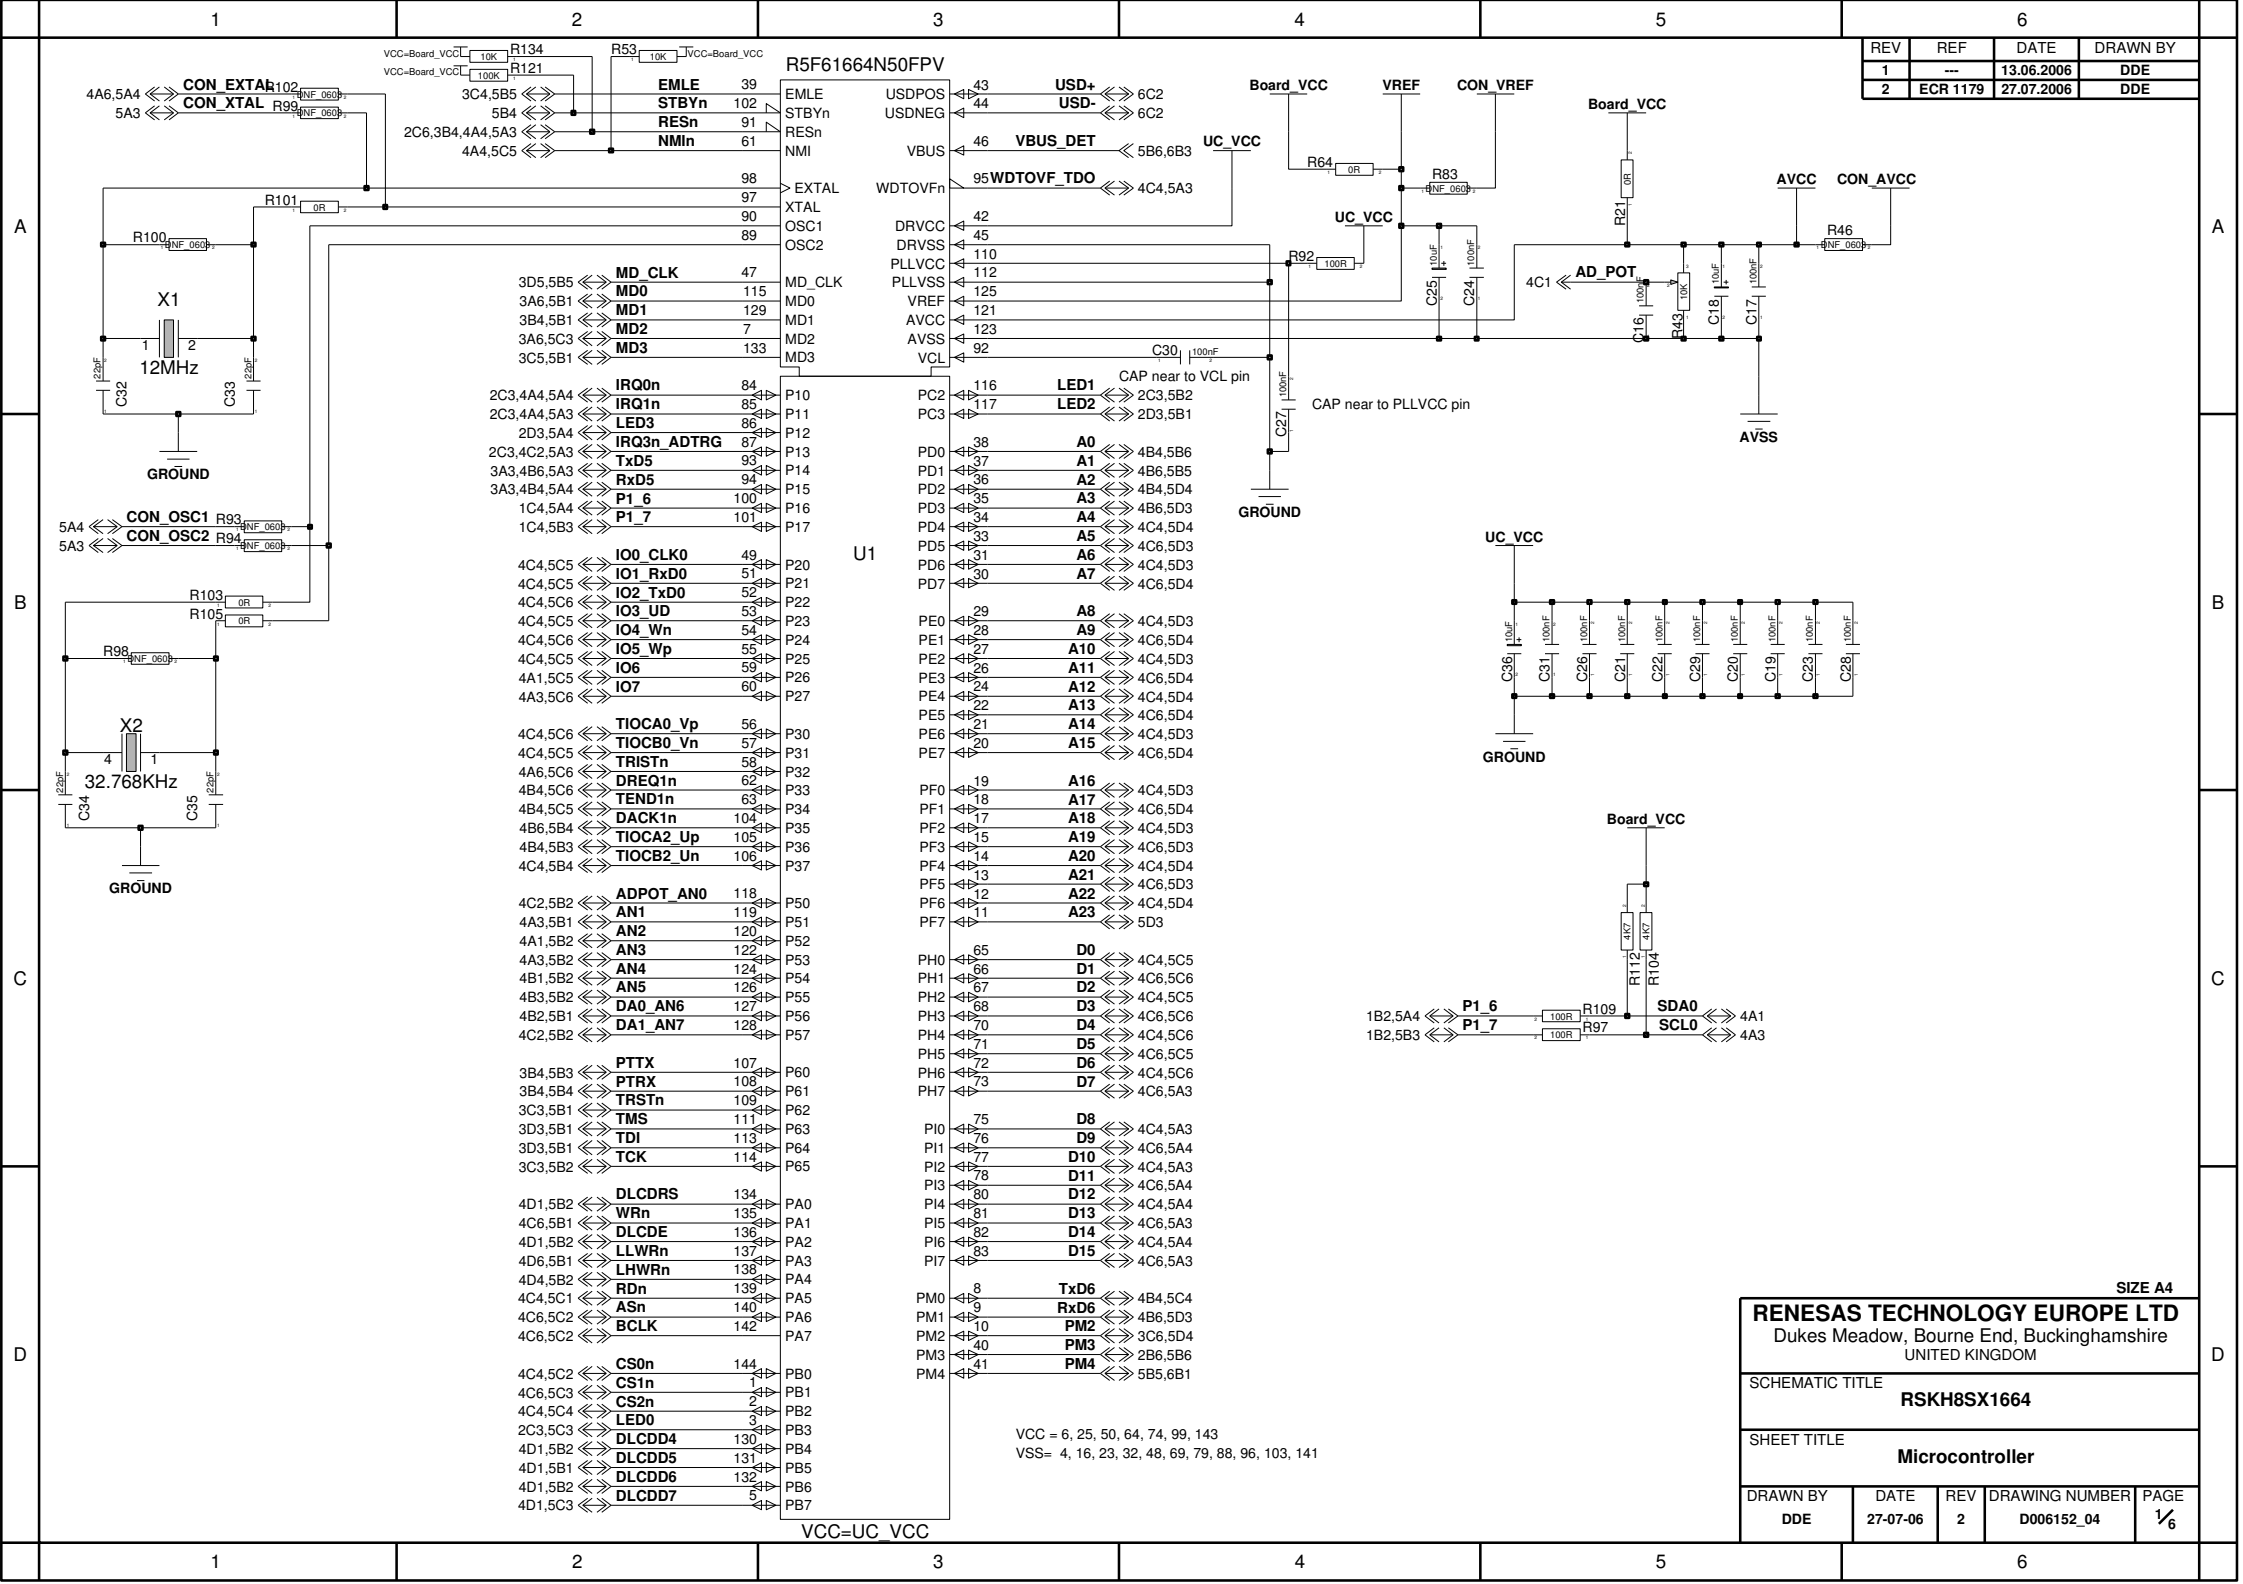 1 2 3 4 5 6
REV REF DATE DRAWN BY
1 --- 13.06.2006 DDE
2 ECR 1179 27.07.2006 DDE
A
B
C
D
A
B
C
D
VCC=Board_VCC 10K R134
R53 10K VCC=Board_VCC
VCC=Board_VCC 100K R121
4A6,5A4 CON_EXTAL R102 DNF_0603
5A3 CON_XTAL R99 DNF_0603
R101 0R
R100 DNF_0603
X1
1 2
12MHz
22pF C32
22pF C33
GROUND
5A4 CON_OSC1 R93 DNF_0603
5A3 CON_OSC2 R94 DNF_0603
R103 0R
R105 0R
R98 DNF_0603
X2
4 1
32.768KHz
22pF C34
22pF C35
GROUND
R5F61664N50FPV
U1
3C4,5B5 EMLE 39 EMLE
5B4 STBYn 102 STBYn
2C6,3B4,4A4,5A3 RESn 91 RESn
4A4,5C5 NMIn 61 NMI
98 EXTAL
97 XTAL
90 OSC1
89 OSC2
3D5,5B5 MD_CLK 47 MD_CLK
3A6,5B1 MD0 115 MD0
3B4,5B1 MD1 129 MD1
3A6,5C3 MD2 7 MD2
3C5,5B1 MD3 133 MD3
2C3,4A4,5A4 IRQ0n 84 P10
2C3,4A4,5A3 IRQ1n 85 P11
2D3,5A4 LED3 86 P12
2C3,4C2,5A3 IRQ3n_ADTRG 87 P13
3A3,4B6,5A3 TxD5 93 P14
3A3,4B4,5A4 RxD5 94 P15
1C4,5A4 P1_6 100 P16
1C4,5B3 P1_7 101 P17
4C4,5C5 IO0_CLK0 49 P20
4C4,5C5 IO1_RxD0 51 P21
4C4,5C6 IO2_TxD0 52 P22
4C4,5C5 IO3_UD 53 P23
4C4,5C6 IO4_Wn 54 P24
4C4,5C5 IO5_Wp 55 P25
4A1,5C5 IO6 59 P26
4A3,5C6 IO7 60 P27
4C4,5C6 TIOCA0_Vp 56 P30
4C4,5C5 TIOCB0_Vn 57 P31
4A6,5C6 TRISTn 58 P32
4B4,5C6 DREQ1n 62 P33
4B4,5C5 TEND1n 63 P34
4B6,5B4 DACK1n 104 P35
4B4,5B3 TIOCA2_Up 105 P36
4C4,5B4 TIOCB2_Un 106 P37
4C2,5B2 ADPOT_AN0 118 P50
4A3,5B1 AN1 119 P51
4A1,5B2 AN2 120 P52
4A3,5B2 AN3 122 P53
4B1,5B2 AN4 124 P54
4B3,5B2 AN5 126 P55
4B2,5B1 DA0_AN6 127 P56
4C2,5B2 DA1_AN7 128 P57
3B4,5B3 PTTX 107 P60
3B4,5B4 PTRX 108 P61
3C3,5B1 TRSTn 109 P62
3D3,5B1 TMS 111 P63
3D3,5B1 TDI 113 P64
3C3,5B2 TCK 114 P65
4D1,5B2 DLCDRS 134 PA0
4C6,5B1 WRn 135 PA1
4D1,5B2 DLCDE 136 PA2
4D6,5B1 LLWRn 137 PA3
4D4,5B2 LHWRn 138 PA4
4C4,5C1 RDn 139 PA5
4C6,5C2 ASn 140 PA6
4C6,5C2 BCLK 142 PA7
4C4,5C2 CS0n 144 PB0
4C6,5C3 CS1n 1 PB1
4C4,5C4 CS2n 2 PB2
2C3,5C3 LED0 3 PB3
4D1,5B2 DLCDD4 130 PB4
4D1,5B1 DLCDD5 131 PB5
4D1,5B2 DLCDD6 132 PB6
4D1,5C3 DLCDD7 5 PB7
VCC=UC_VCC
USDPOS 43 USD+ 6C2
USDNEG 44 USD- 6C2
VBUS 46 VBUS_DET 5B6,6B3
WDTOVFn 95 WDTOVF_TDO 4C4,5A3
DRVCC 42
DRVSS 45
PLLVCC 110
PLLVSS 112
VREF 125
AVCC 121
AVSS 123
VCL 92
PC2 116 LED1 2C3,5B2
PC3 117 LED2 2D3,5B1
PD0 38 A0 4B4,5B6
PD1 37 A1 4B6,5B5
PD2 36 A2 4B4,5D4
PD3 35 A3 4B6,5D3
PD4 34 A4 4C4,5D4
PD5 33 A5 4C6,5D3
PD6 31 A6 4C4,5D3
PD7 30 A7 4C6,5D4
PE0 29 A8 4C4,5D3
PE1 28 A9 4C6,5D4
PE2 27 A10 4C4,5D3
PE3 26 A11 4C6,5D4
PE4 24 A12 4C4,5D4
PE5 22 A13 4C6,5D4
PE6 21 A14 4C4,5D3
PE7 20 A15 4C6,5D4
PF0 19 A16 4C4,5D3
PF1 18 A17 4C6,5D4
PF2 17 A18 4C4,5D3
PF3 15 A19 4C6,5D3
PF4 14 A20 4C4,5D4
PF5 13 A21 4C6,5D3
PF6 12 A22 4C4,5D4
PF7 11 A23 5D3
PH0 65 D0 4C4,5C5
PH1 66 D1 4C6,5C6
PH2 67 D2 4C4,5C5
PH3 68 D3 4C6,5C6
PH4 70 D4 4C4,5C6
PH5 71 D5 4C6,5C5
PH6 72 D6 4C4,5C6
PH7 73 D7 4C6,5A3
PI0 75 D8 4C4,5A3
PI1 76 D9 4C6,5A4
PI2 77 D10 4C4,5A3
PI3 78 D11 4C6,5A4
PI4 80 D12 4C4,5A4
PI5 81 D13 4C6,5A3
PI6 82 D14 4C4,5A4
PI7 83 D15 4C6,5A3
PM0 8 TxD6 4B4,5C4
PM1 9 RxD6 4B6,5D3
PM2 10 PM2 3C6,5D4
PM3 40 PM3 2B6,5B6
PM4 41 PM4 5B5,6B1
VCC = 6, 25, 50, 64, 74, 99, 143
VSS= 4, 16, 23, 32, 48, 69, 79, 88, 96, 103, 141
Board_VCC VREF CON_VREF
UC_VCC
R64 0R
R83 DNF_0603
UC_VCC
R92 100R
10uF C25
100nF C24
C30 100nF
CAP near to VCL pin
100nF C27
CAP near to PLLVCC pin
GROUND
Board_VCC
0R R21
AVCC CON_AVCC
R46 DNF_0603
4C1 AD_POT
100nF C16
10K R43
10uF C18
100nF C17
AVSS
UC_VCC
10uF 100nF 100nF 100nF 100nF 100nF 100nF 100nF 100nF 100nF
C36 C31 C26 C21 C22 C29 C20 C19 C23 C28
GROUND
Board_VCC
4K7 4K7
R112 R104
1B2,5A4 P1_6 100R R109 SDA0 4A1
1B2,5B3 P1_7 100R R97 SCL0 4A3
SIZE A4
RENESAS TECHNOLOGY EUROPE LTD
Dukes Meadow, Bourne End, Buckinghamshire
UNITED KINGDOM
SCHEMATIC TITLE
RSKH8SX1664
SHEET TITLE
Microcontroller
DRAWN BY DATE REV DRAWING NUMBER PAGE
DDE 27-07-06 2 D006152_04 1/6
1 2 3 4 5 6